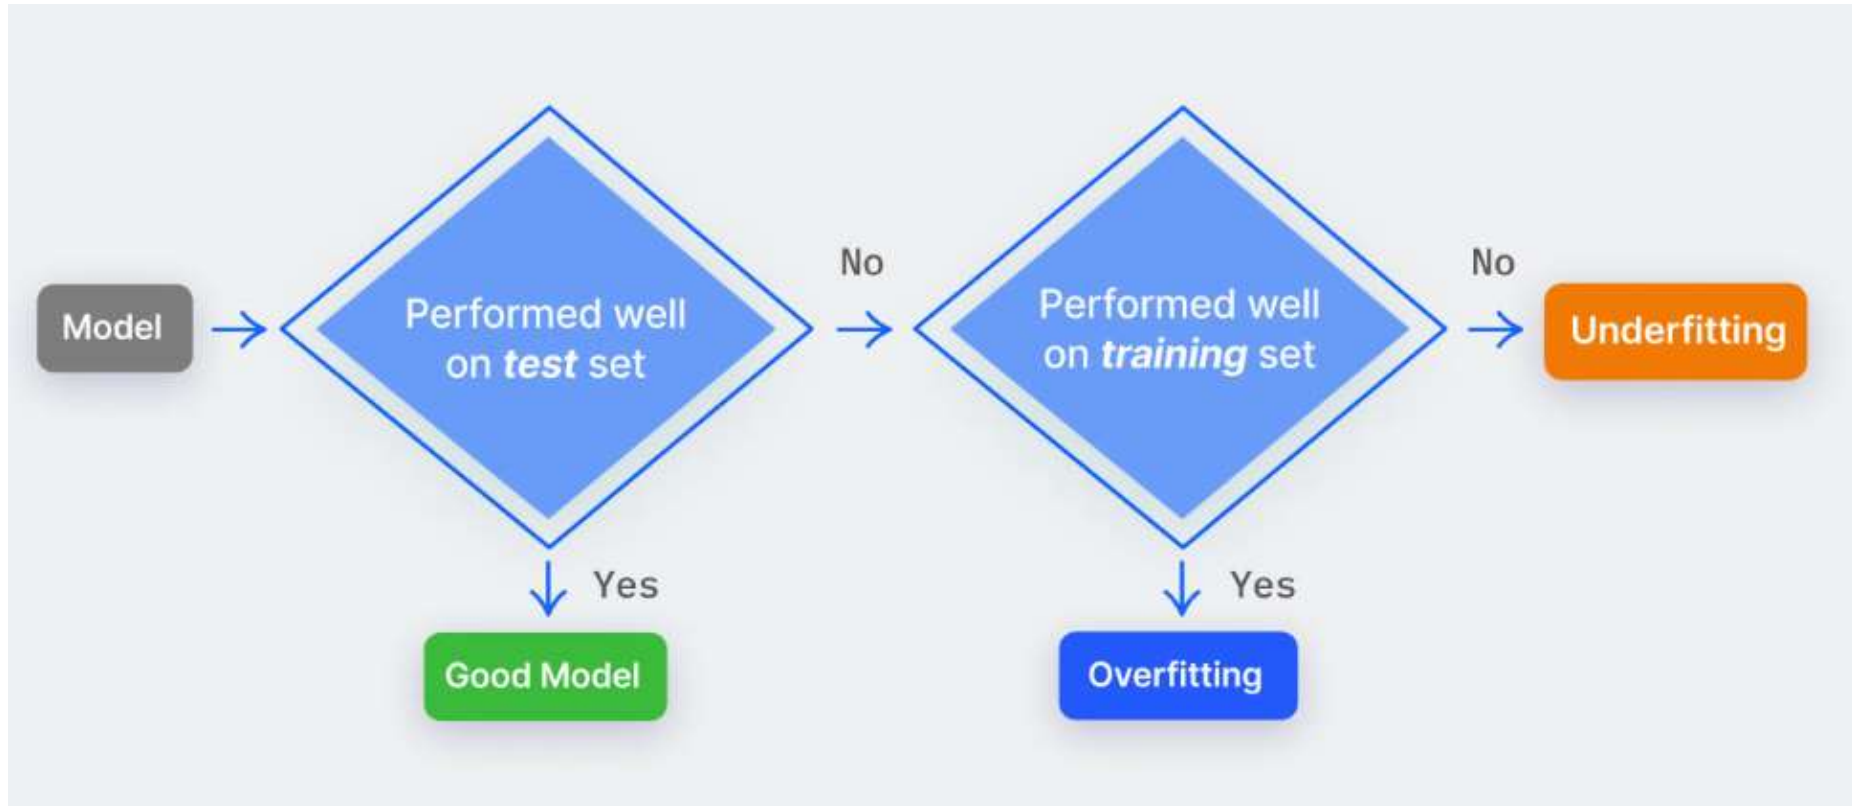 Model
Performed well
on test set
No
Performed well
on training set
No
Underfitting
Yes
Good Model
Yes
Overfitting